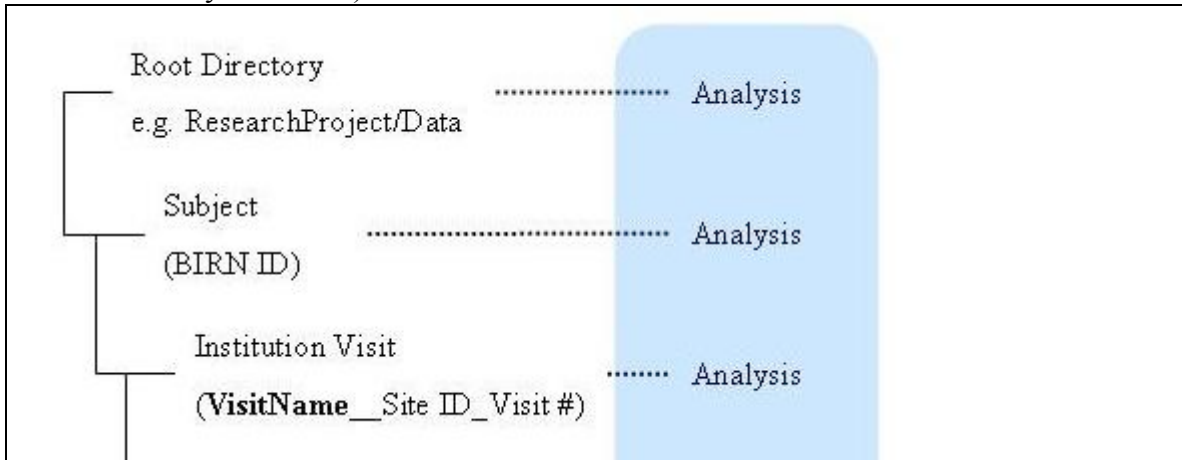 Root Directory
e.g. ResearchProject/Data
Analysis
Subject
(BIRN ID)
Analysis
Institution Visit
(VisitName__Site ID_Visit #)
Analysis